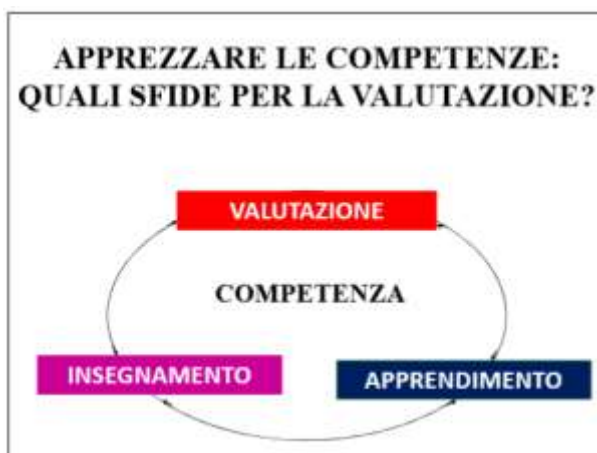 APPREZZARE LE COMPETENZE:
QUALI SFIDE PER LA VALUTAZIONE?
VALUTAZIONE
COMPETENZA
INSEGNAMENTO
APPRENDIMENTO